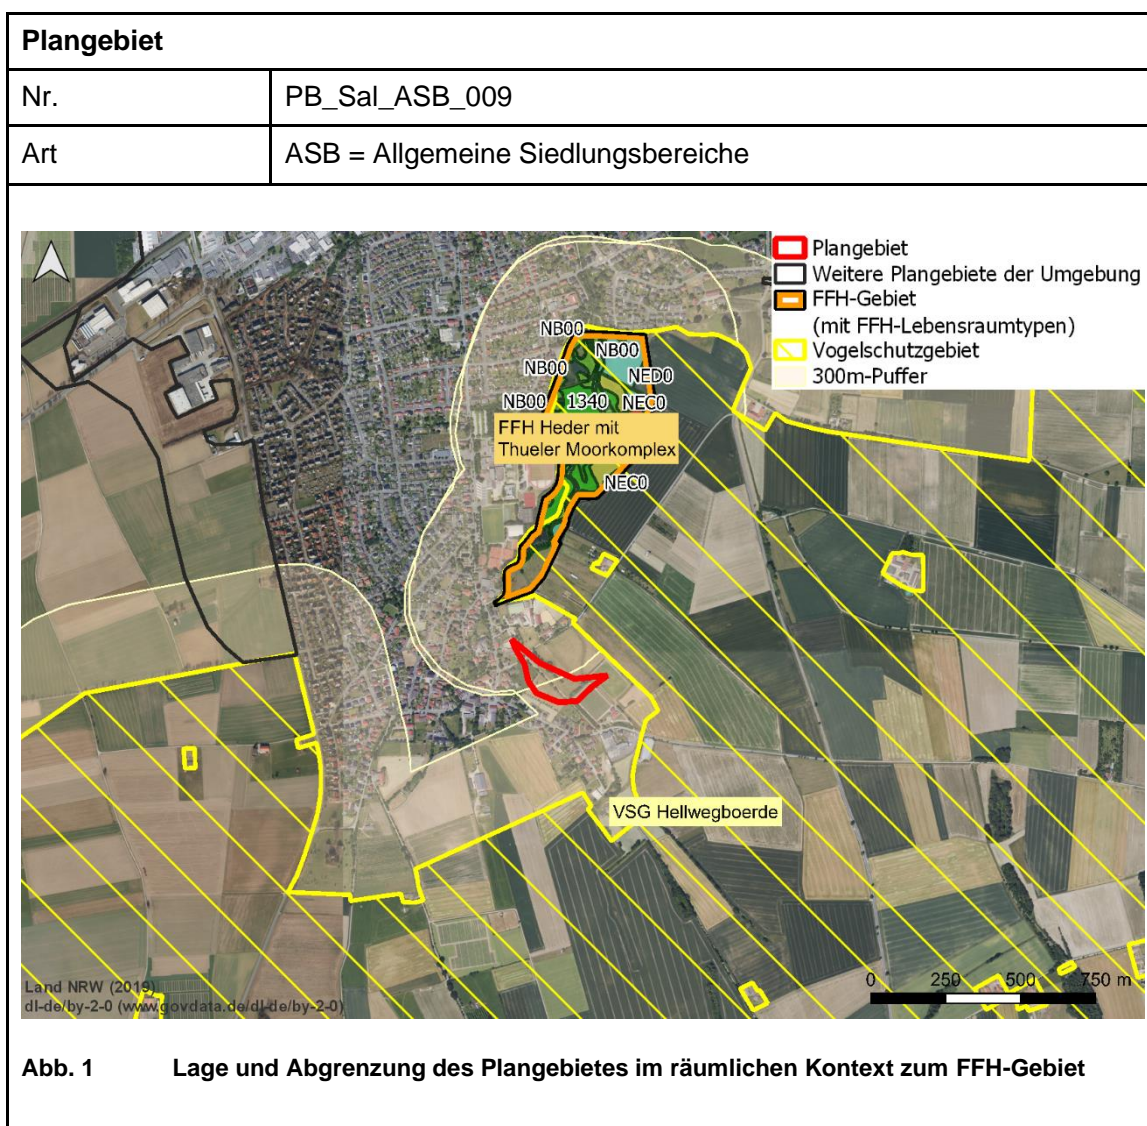 Plangebiet
Nr. PB_Sal_ASB_009
Art ASB = Allgemeine Siedlungsbereiche
Plangebiet
Weitere Plangebiete der Umgebung
FFH-Gebiet
(mit FFH-Lebensraumtypen)
Vogelschutzgebiet
300m-Puffer
NB00
NB00
NB00
NED0
NB00
1340
NEC0
FFH Heder mit
Thueler Moorkomplex
NEC0
VSG Hellwegboerde
0 250 500 750 m
Land NRW (2019)
dl-de/by-2-0 (www.govdata.de/dl-de/by-2-0)
Abb. 1 Lage und Abgrenzung des Plangebietes im räumlichen Kontext zum FFH-Gebiet